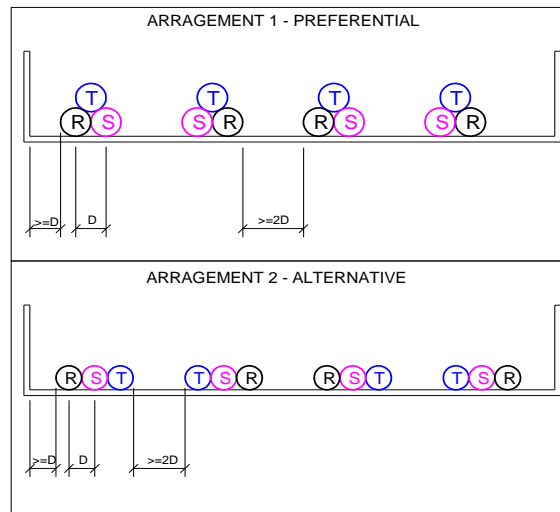 ARRAGEMENT 1 - PREFERENTIAL
T T T T
R S S R R S S R
>=D D >=2D
ARRAGEMENT 2 - ALTERNATIVE
R S T T S R R S T T S R
>=D D >=2D